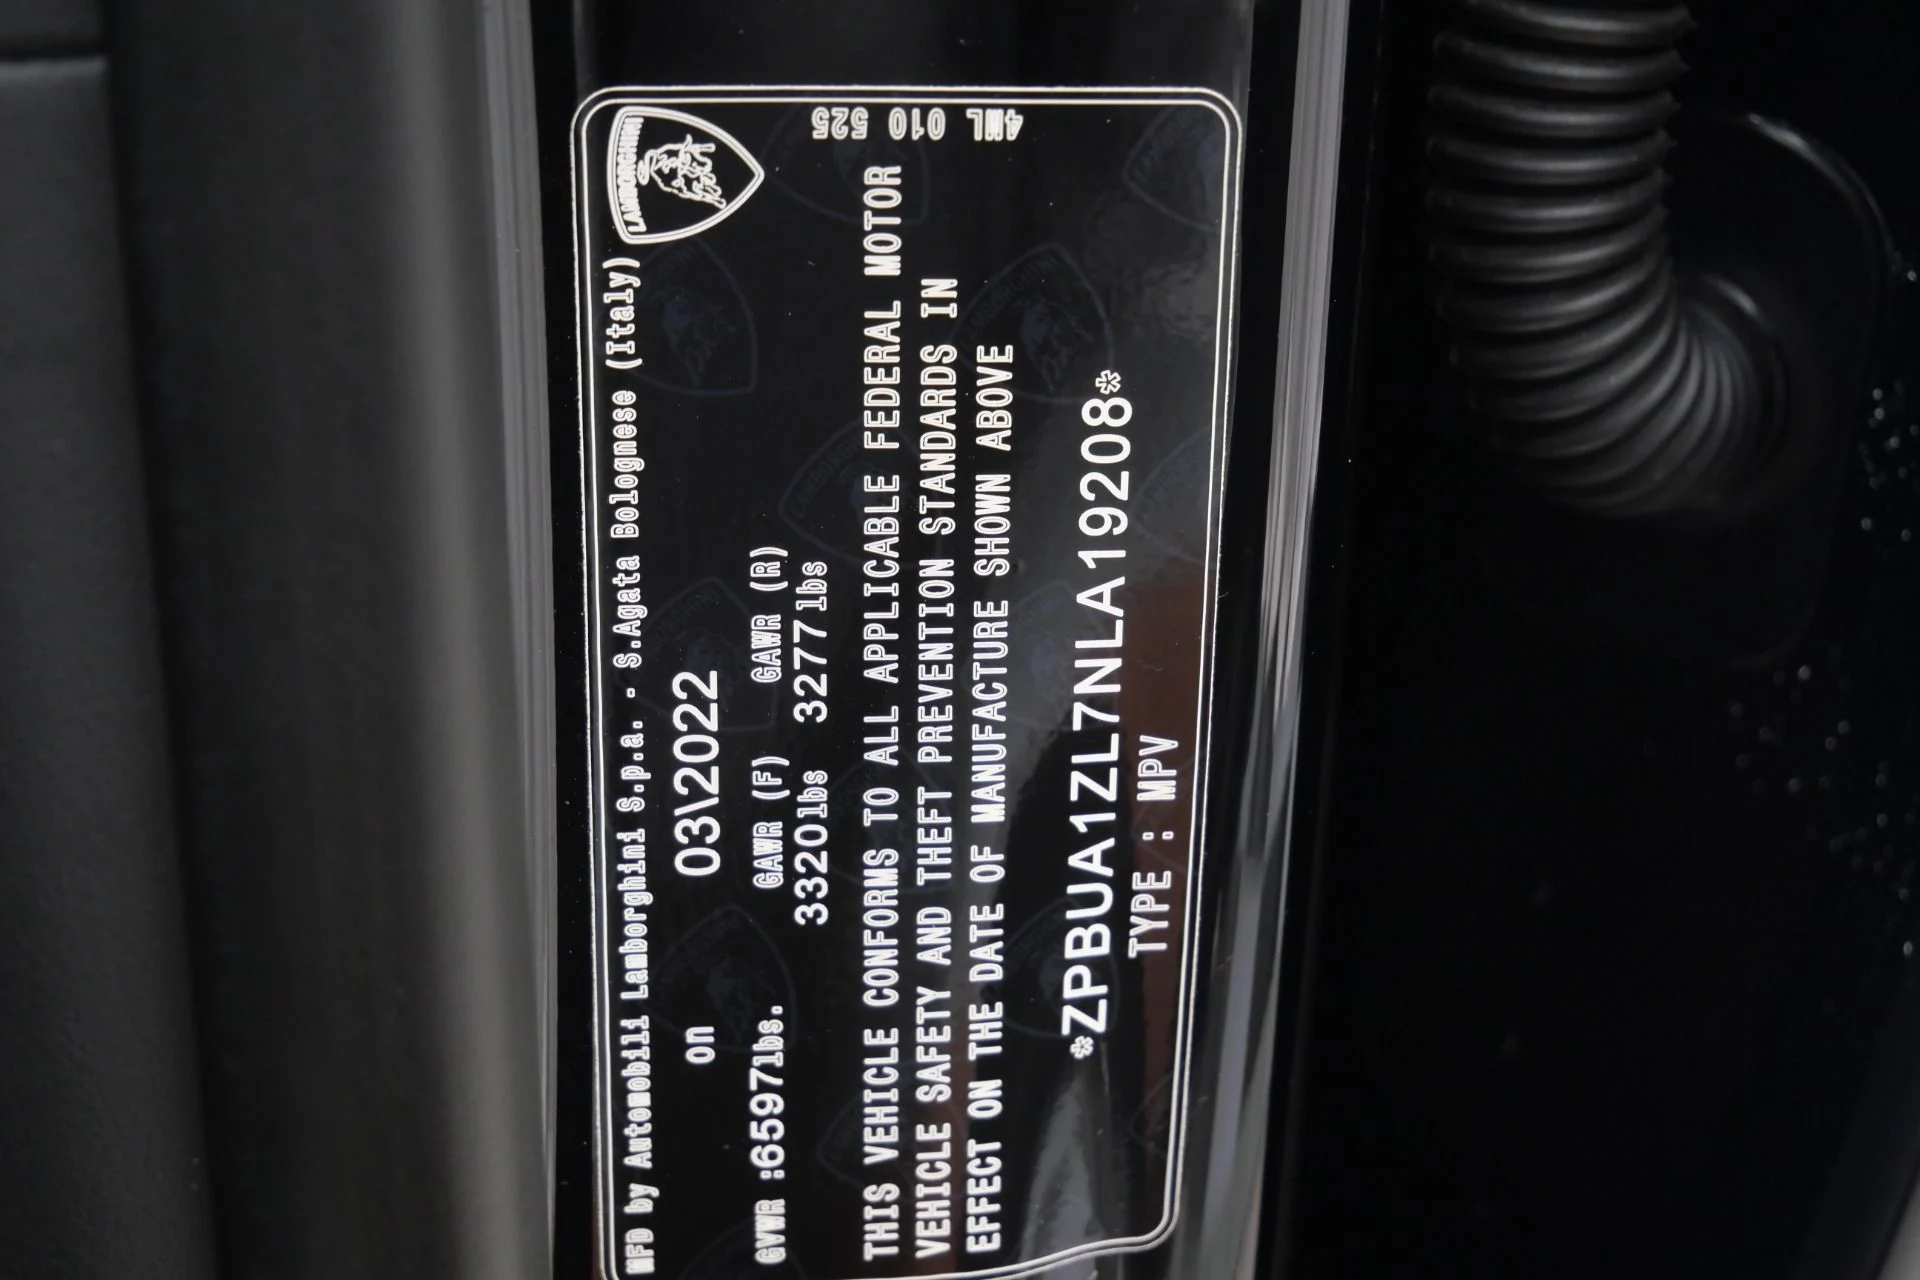 MFD by Automobili Lamborghini S.p.a. - S.Agata Bolognese (Italy)
LAMBORGHINI
on 03\2022
GVWR :6597lbs. GAWR (F) GAWR (R)
3320lbs 3277lbs
THIS VEHICLE CONFORMS TO ALL APPLICABLE FEDERAL MOTOR
VEHICLE SAFETY AND THEFT PREVENTION STANDARDS IN
EFFECT ON THE DATE OF MANUFACTURE SHOWN ABOVE
*ZPBUA1ZL7NLA19208*
TYPE : MPV
4ML 010 525